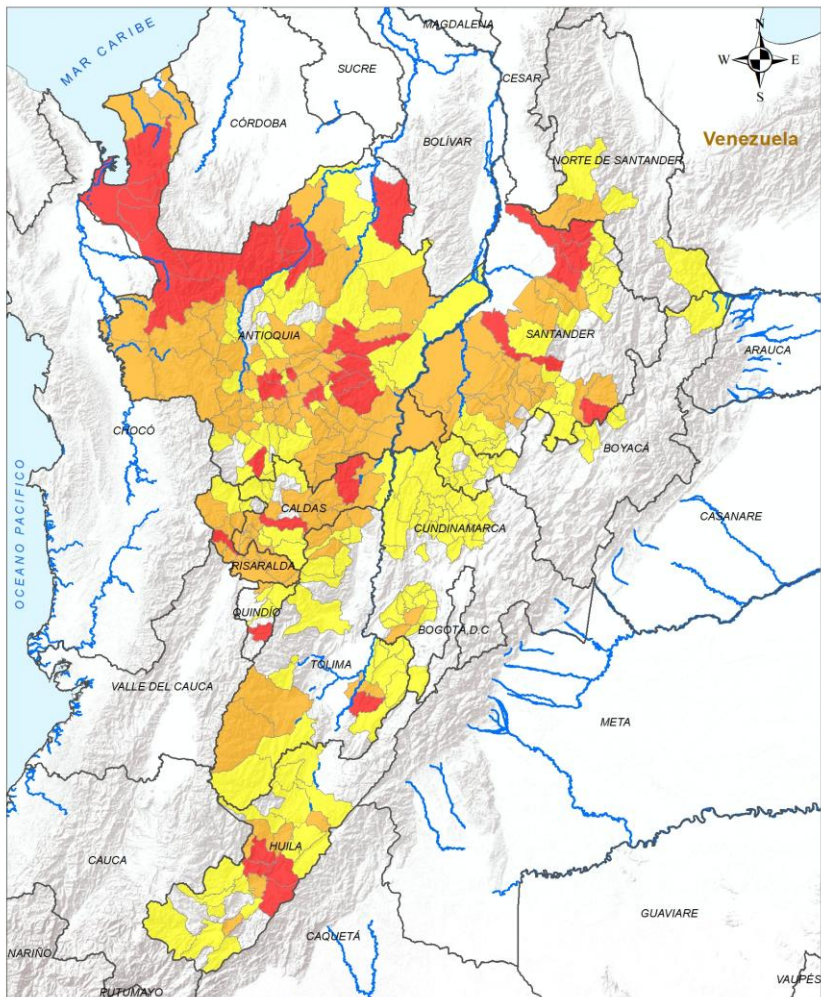 MAGDALENA
N
MAR CARIBE
SUCRE
CESAR
W
E
S
CÓRDOBA
BOLÍVAR
Venezuela
NORTE DE SANTANDER
ANTIOQUIA
SANTANDER
ARAUCA
CHOCÓ
BOYACÁ
OCEANO PACIFICO
CALDAS
CASANARE
CUNDINAMARCA
RISARALDA
QUINDÍO
BOGOTÁ D.C
TOLIMA
VALLE DEL CAUCA
META
HUILA
CAUCA
GUAVIARE
CAQUETÁ
NARIÑO
VAUPÉS
PUTUMAYO